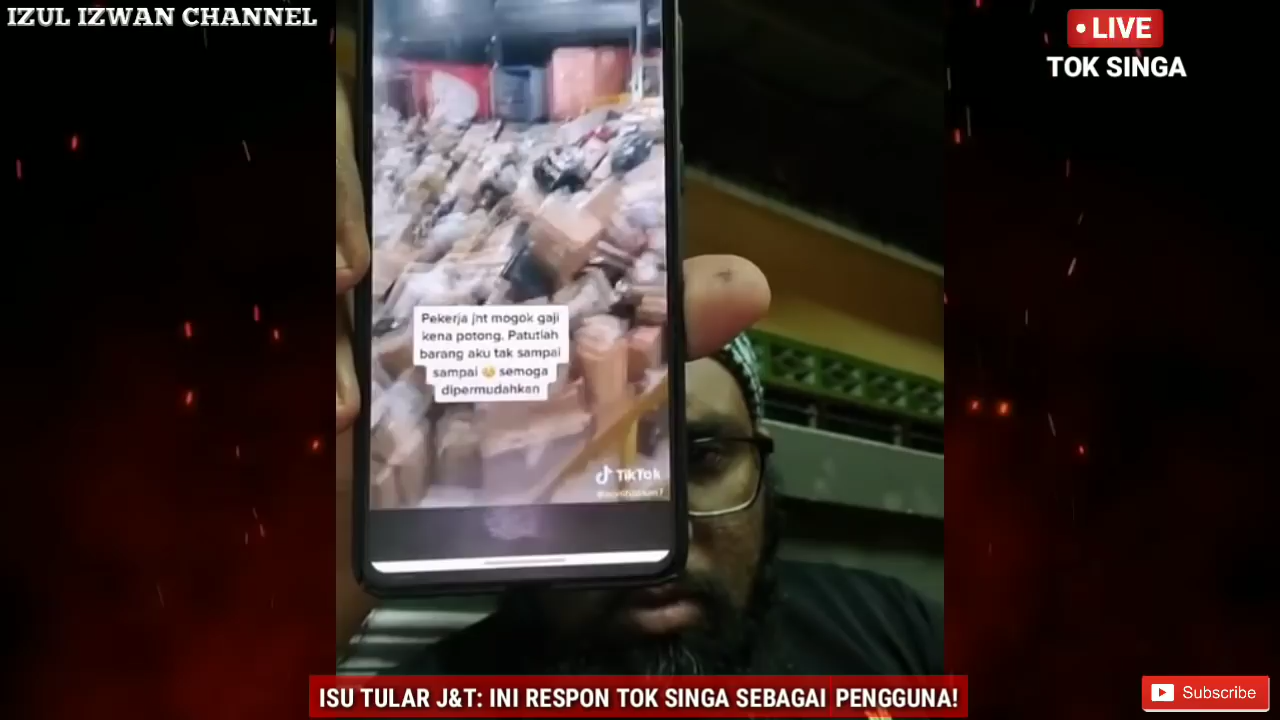 IZUL IZWAN CHANNEL
• LIVE
TOK SINGA
Pekerja jnt mogok gaji
kena potong. Patutlah
barang aku tak sampai
sampai 😢 semoga
dipermudahkan
TikTok
ISU TULAR J&T: INI RESPON TOK SINGA SEBAGAI PENGGUNA!
Subscribe